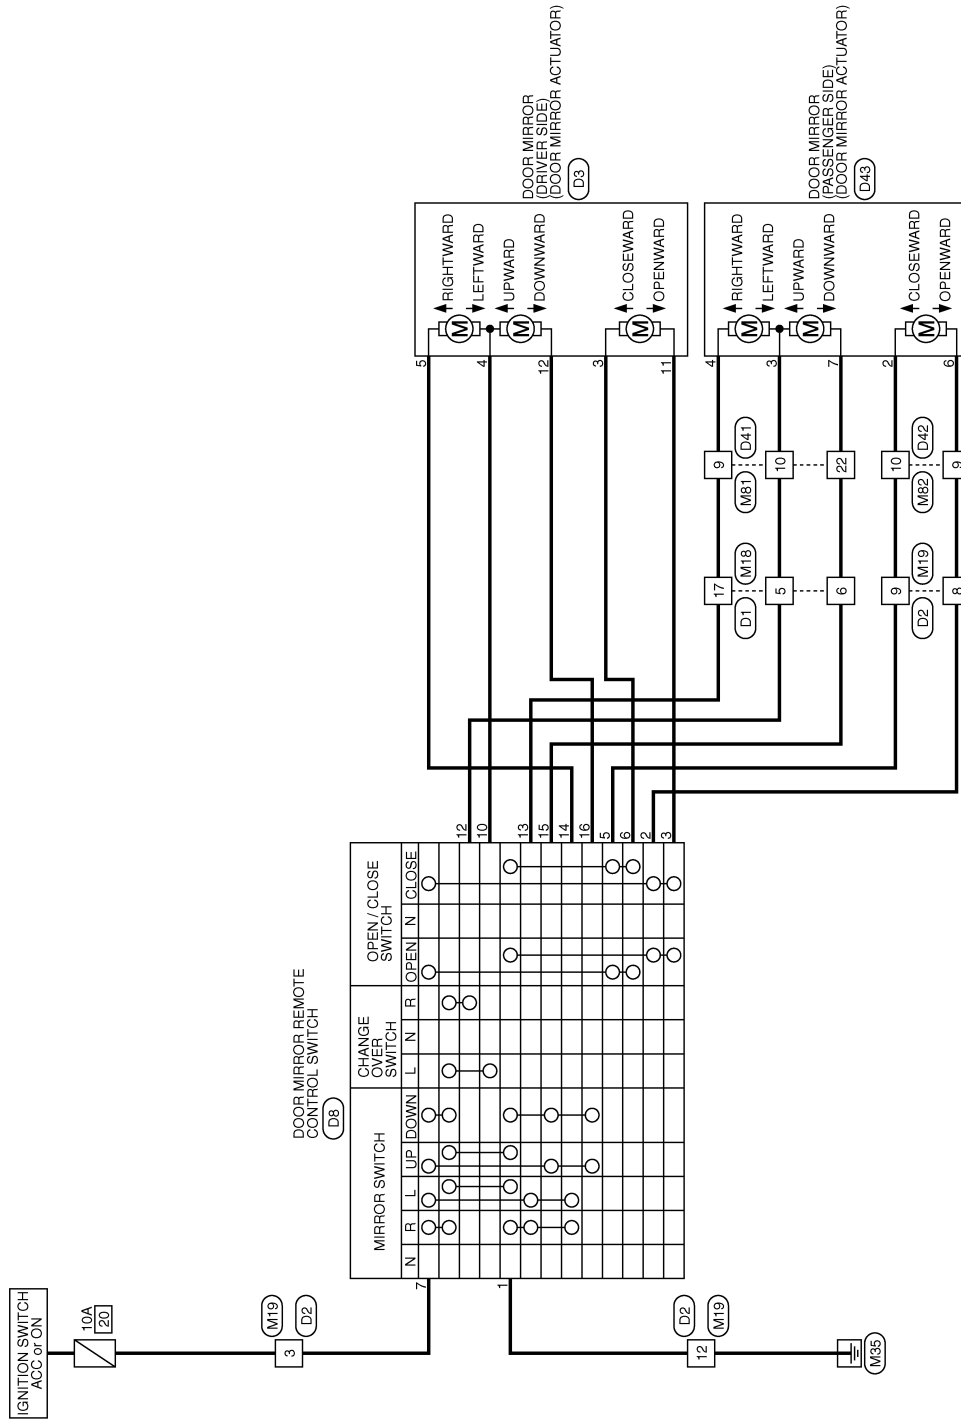 IGNITION SWITCH
ACC or ON
10A
20
M19
3
D2
7
1
D2
12
M19
M35
DOOR MIRROR REMOTE
CONTROL SWITCH
D8
MIRROR SWITCH
N
R
L
UP
DOWN
CHANGE
OVER
SWITCH
L
N
R
OPEN / CLOSE
SWITCH
OPEN
N
CLOSE
12
10
13
15
14
16
5
6
2
3
17
D1
M18
5
6
9
D2
M19
8
9
M81
D41
10
22
10
M82
D42
9
5
4
12
3
11
M
RIGHTWARD
LEFTWARD
M
UPWARD
DOWNWARD
M
CLOSEWARD
OPENWARD
DOOR MIRROR
(DRIVER SIDE)
(DOOR MIRROR ACTUATOR)
D3
4
3
7
2
6
M
RIGHTWARD
LEFTWARD
M
UPWARD
DOWNWARD
M
CLOSEWARD
OPENWARD
DOOR MIRROR
(PASSENGER SIDE)
(DOOR MIRROR ACTUATOR)
D43